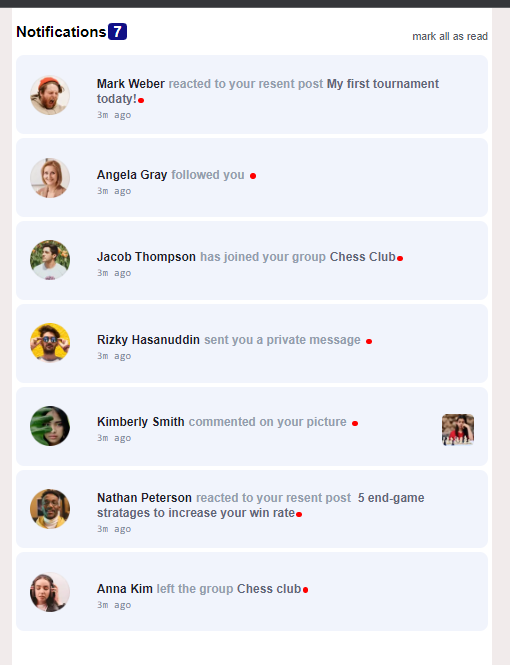 Notifications 7
mark all as read
Mark Weber reacted to your resent post My first tournament
todaty!
3m ago
Angela Gray followed you
3m ago
Jacob Thompson has joined your group Chess Club
3m ago
Rizky Hasanuddin sent you a private message
3m ago
Kimberly Smith commented on your picture
3m ago
Nathan Peterson reacted to your resent post 5 end-game
stratages to increase your win rate
3m ago
Anna Kim left the group Chess club
3m ago